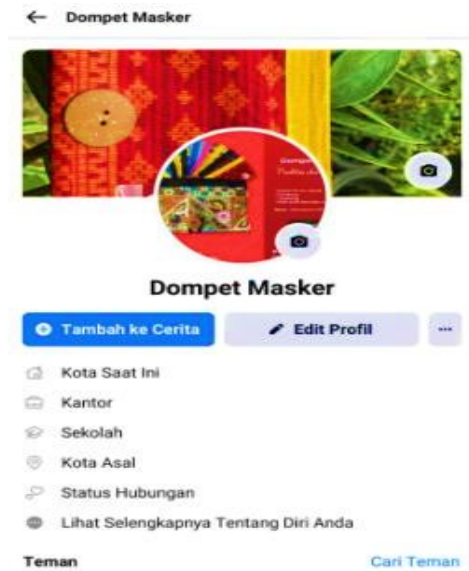 Dompet Masker
Dompet Masker
Tambah ke Cerita
Edit Profil
Kota Saat Ini
Kantor
Sekolah
Kota Asal
Status Hubungan
Lihat Selengkapnya Tentang Diri Anda
Teman
Cari Teman